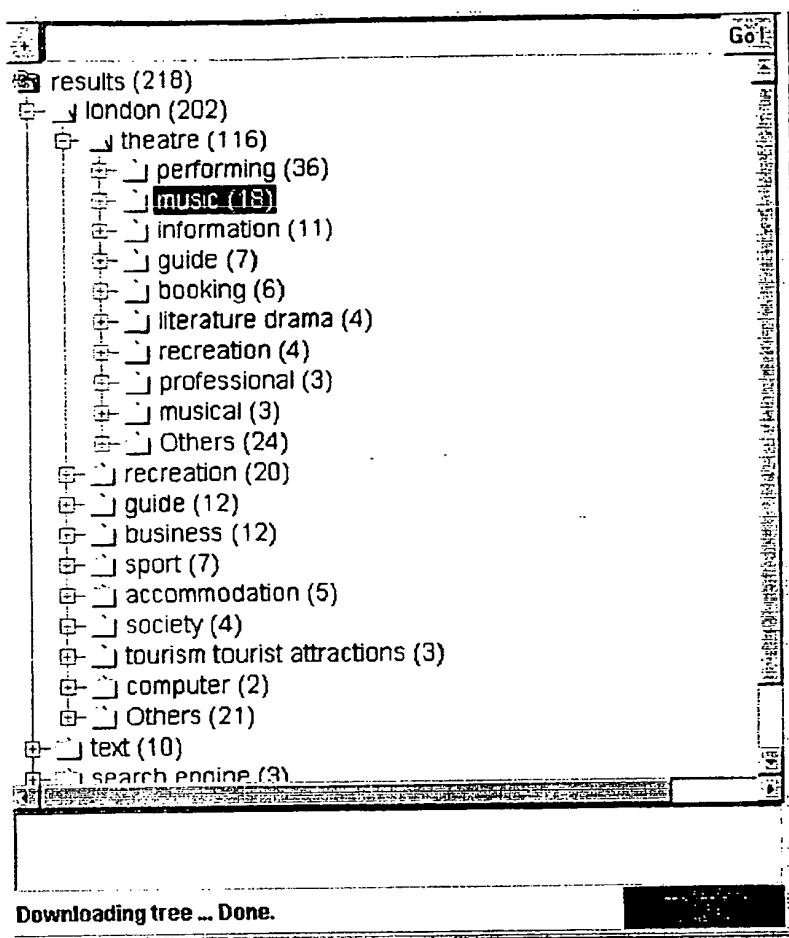 Go!
results (218)
london (202)
theatre (116)
performing (36)
music (18)
information (11)
guide (7)
booking (6)
literature drama (4)
recreation (4)
professional (3)
musical (3)
Others (24)
recreation (20)
guide (12)
business (12)
sport (7)
accommodation (5)
society (4)
tourism tourist attractions (3)
computer (2)
Others (21)
text (10)
search engine (3)
Downloading tree ... Done.